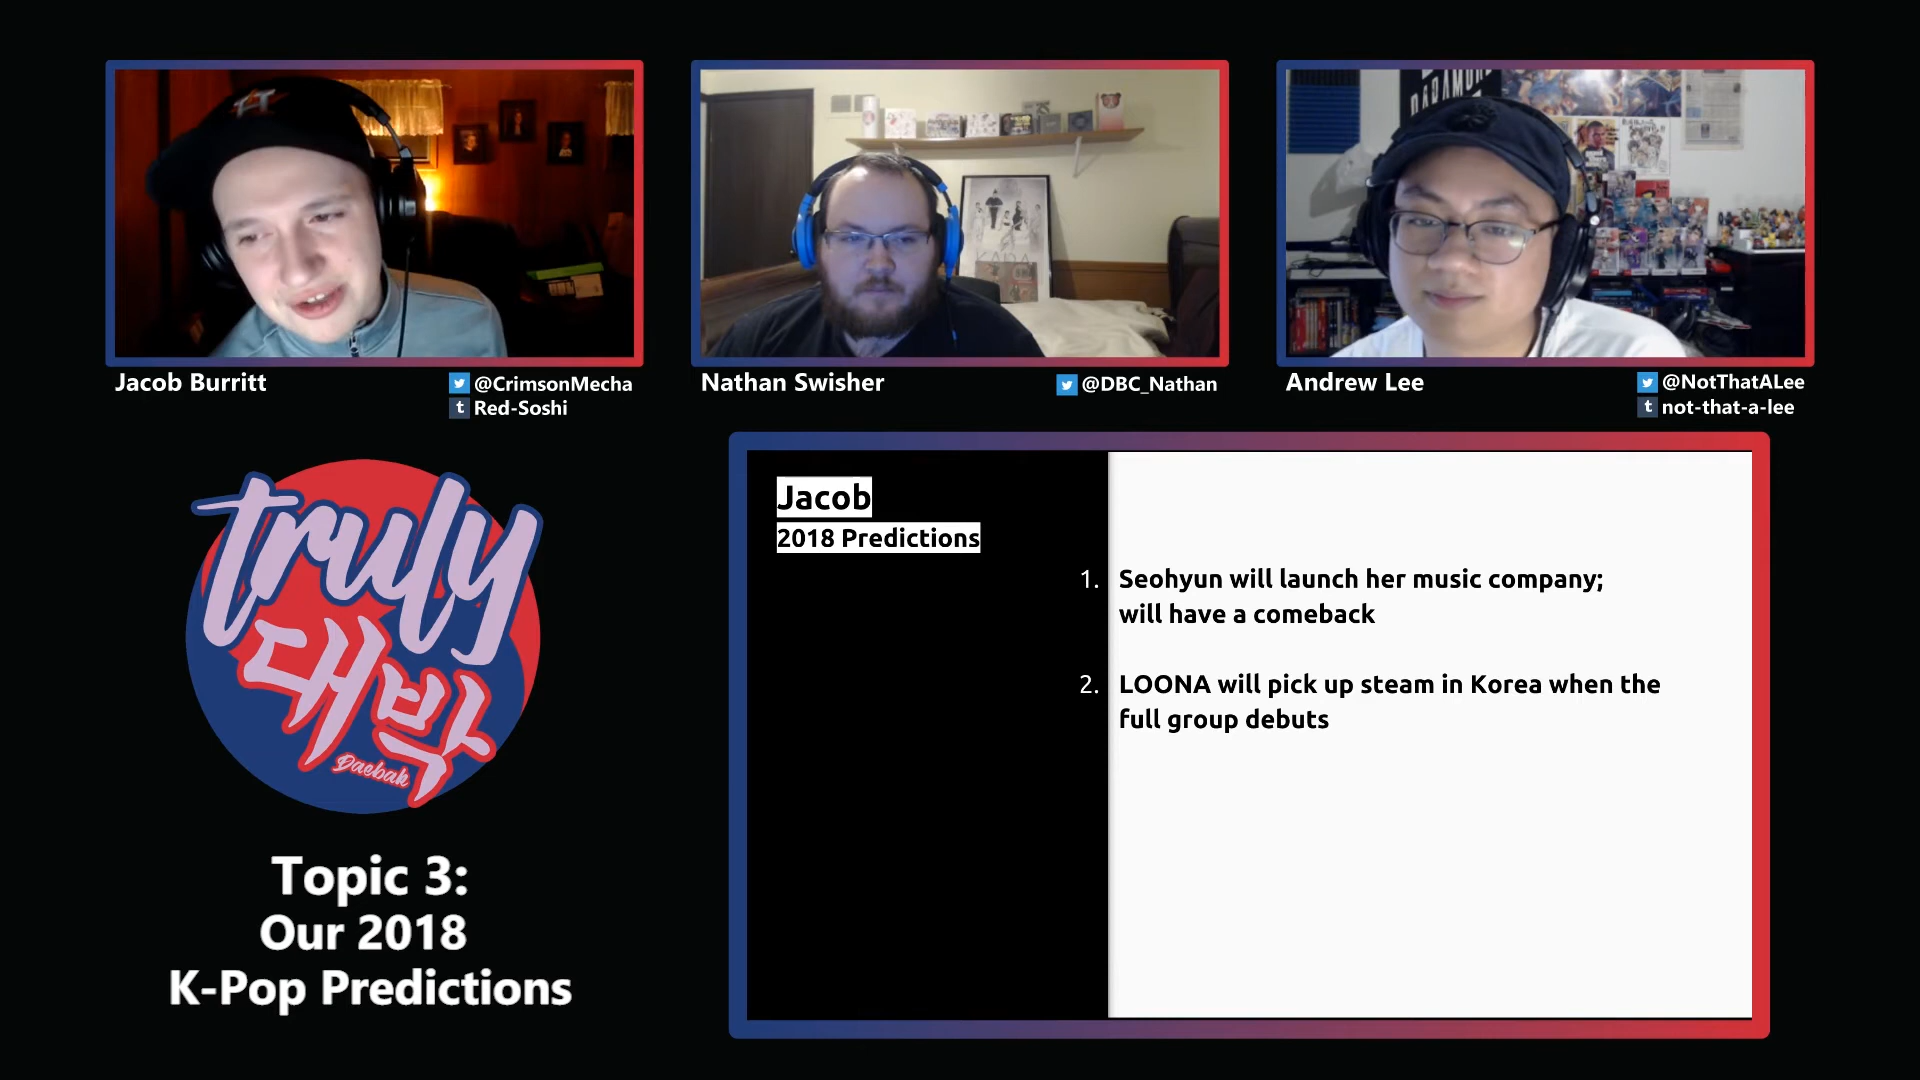 PARAMORE
KARD
Jacob Burritt
@CrimsonMecha
Red-Soshi
Nathan Swisher
@DBC_Nathan
Andrew Lee
@NotThatALee
not-that-a-lee
truly
대박
Daebak
Topic 3:
Our 2018
K-Pop Predictions
Jacob
2018 Predictions
1. Seohyun will launch her music company;
will have a comeback
2. LOONA will pick up steam in Korea when the
full group debuts